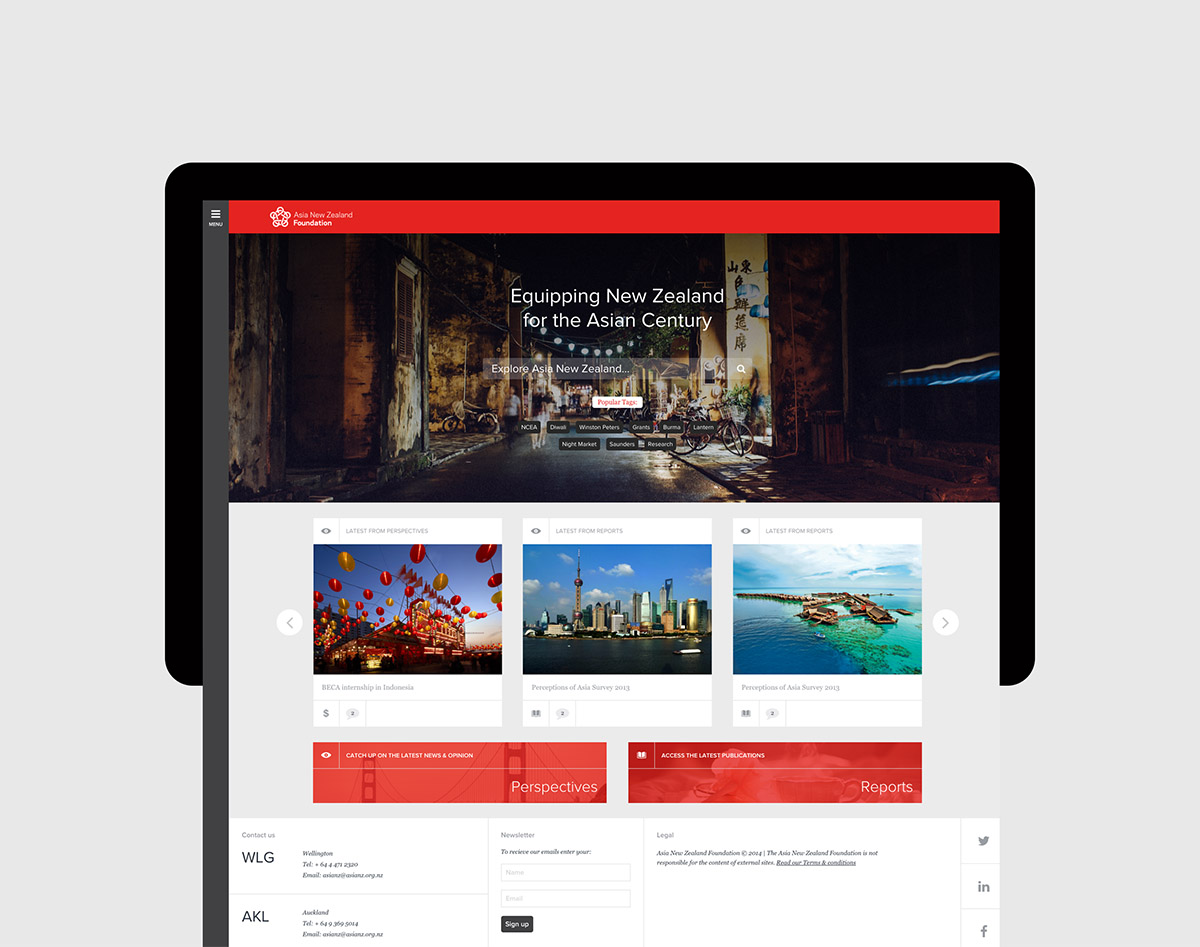 MENU
Asia New Zealand
Foundation
Equipping New Zealand
for the Asian Century
Explore Asia New Zealand...
Popular Tags:
NCEA Diwali Winston Peters Grants Burma Lantern
Night Market Saunders Research
LATEST FROM PERSPECTIVES
LATEST FROM REPORTS
LATEST FROM REPORTS
BECA internship in Indonesia
Perceptions of Asia Survey 2013
Perceptions of Asia Survey 2013
$ 2
2
2
CATCH UP ON THE LATEST NEWS & OPINION
Perspectives
ACCESS THE LATEST PUBLICATIONS
Reports
Contact us
WLG
Wellington
Tel: + 64 4 471 2320
Email: asianz@asianz.org.nz
AKL
Auckland
Tel: + 64 9 369 5014
Email: asianz@asianz.org.nz
Newsletter
To recieve our emails enter your:
Name
Email
Sign up
Legal
Asia New Zealand Foundation © 2014 | The Asia New Zealand Foundation is not
responsible for the content of external sites. Read our Terms & conditions